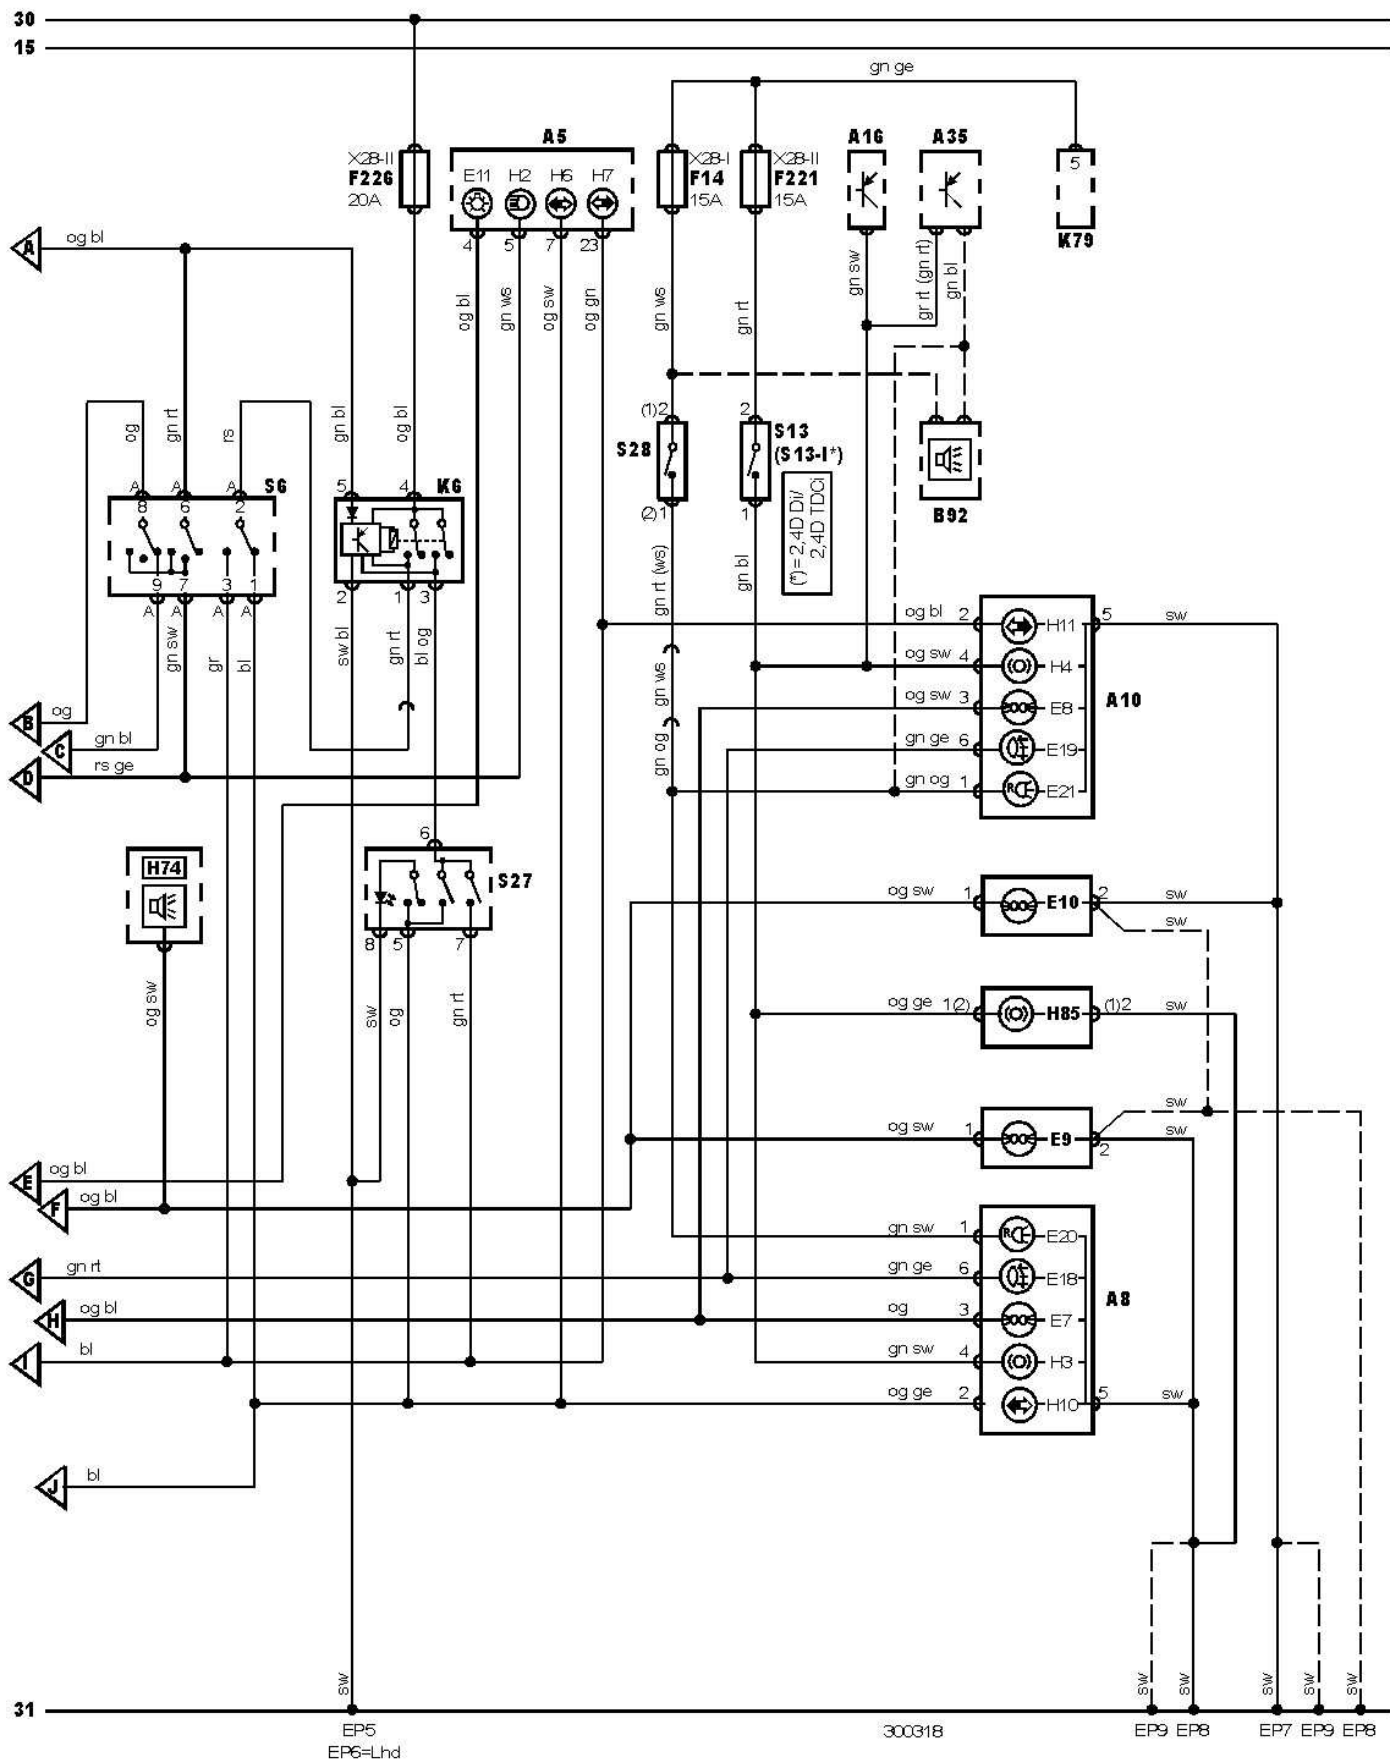 30
15
gn ge
A5
A16
A35
X28-II
F226
20A
E11 H2 H6 H7
X28-I
F14
15A
X28-II
F221
15A
5
K79
4 5 7 23
A
og bl
og bl
gn ws
og sw
og gn
gn ws
gn rt
gn sw
gr rt (gn rt)
gn bl
og
gn rt
rs
gn bl
og bl
(1)2
2
S28
S13
(S13-I*)
A A A
S6
5 4 K6
8 6 2
(2)1
1
(*)= 2,4D Di/
2,4D TDCi
B92
9 7 3 1
A A A A
2 1 3
gn sw
gr
bl
sw bl
gn rt
bl og
gn rt (ws)
gn bl
gn ws
gn og
og bl 2 H11 5 sw
og sw 4 H4
og sw 3 E8
A10
gn ge 6 E19
gn og 1 E21
B
og
C
gn bl
D
rs ge
H74
6
S27
8 5 7
og sw
sw
og
gn rt
og sw 1 E10 2 sw
sw
og ge 1(2) H85 (1)2 sw
sw
og sw 1 E9 2 sw
E
og bl
F
og bl
gn sw 1 E20
G
gn rt
gn ge 6 E18
A8
H
og bl
og 3 E7
I
bl
gn sw 4 H3
og ge 2 H10 5 sw
J
bl
sw
sw
sw
sw
sw
sw
31
EP5
EP6=Lhd
300318
EP9 EP8 EP7 EP9 EP8